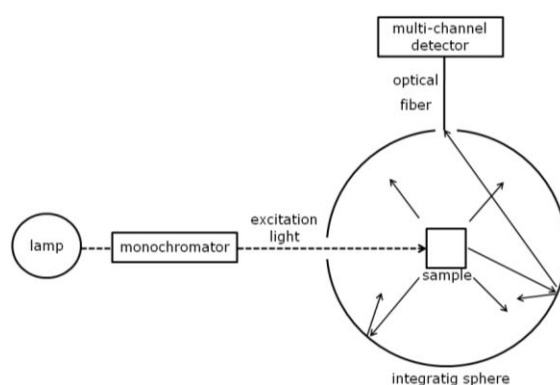 multi-channel
detector
optical
fiber
excitation
light
lamp
monochromator
sample
integratig sphere